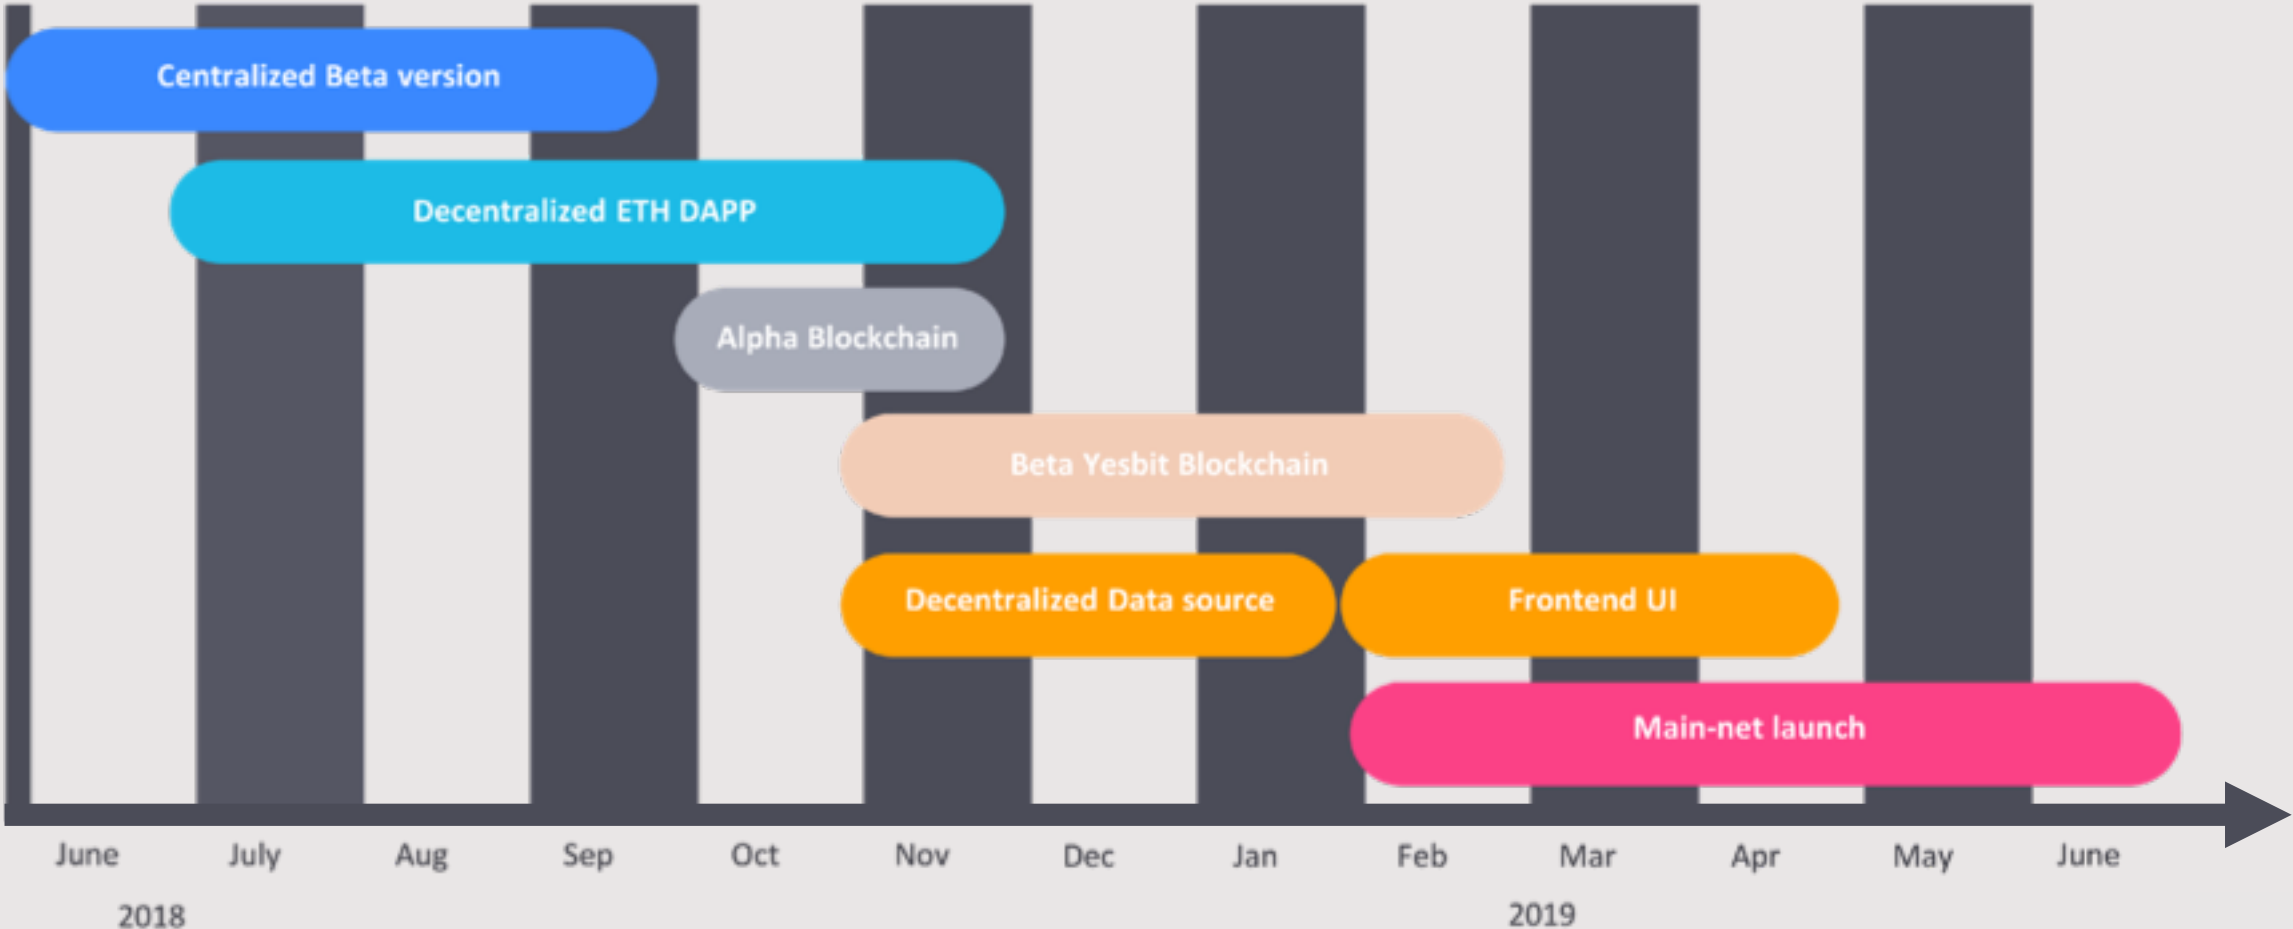 Centralized Beta version
Decentralized ETH DAPP
Alpha Blockchain
Beta Yesbit Blockchain
Decentralized Data source
Frontend UI
Main-net launch
June July Aug Sep Oct Nov Dec Jan Feb Mar Apr May June
2018 2019